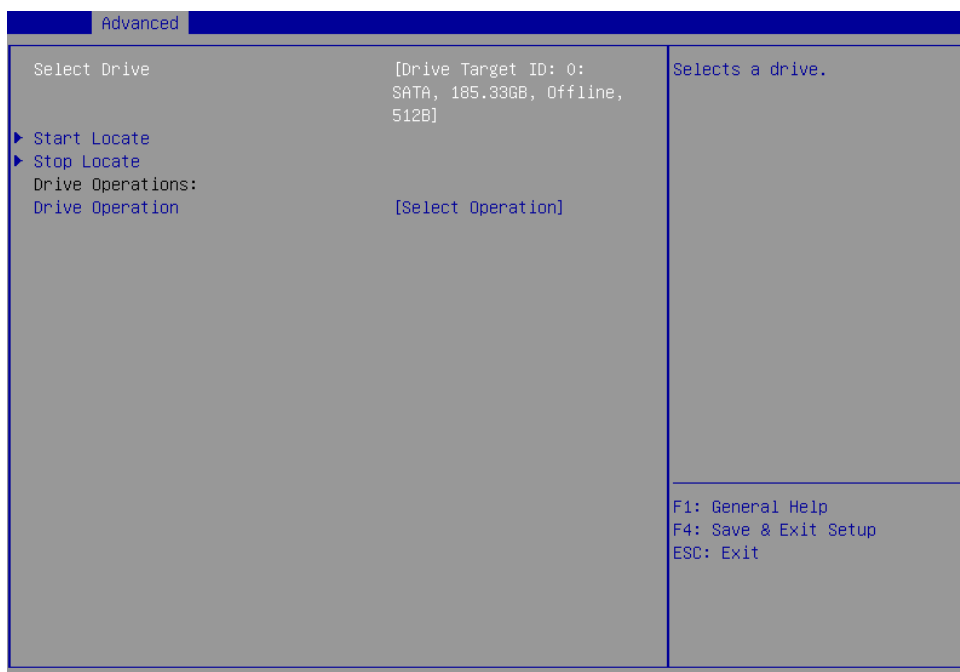 Advanced
Select Drive [Drive Target ID: 0:
SATA, 185.33GB, Offline,
512B]
Start Locate
Stop Locate
Drive Operations:
Drive Operation [Select Operation]
Selects a drive.
F1: General Help
F4: Save & Exit Setup
ESC: Exit